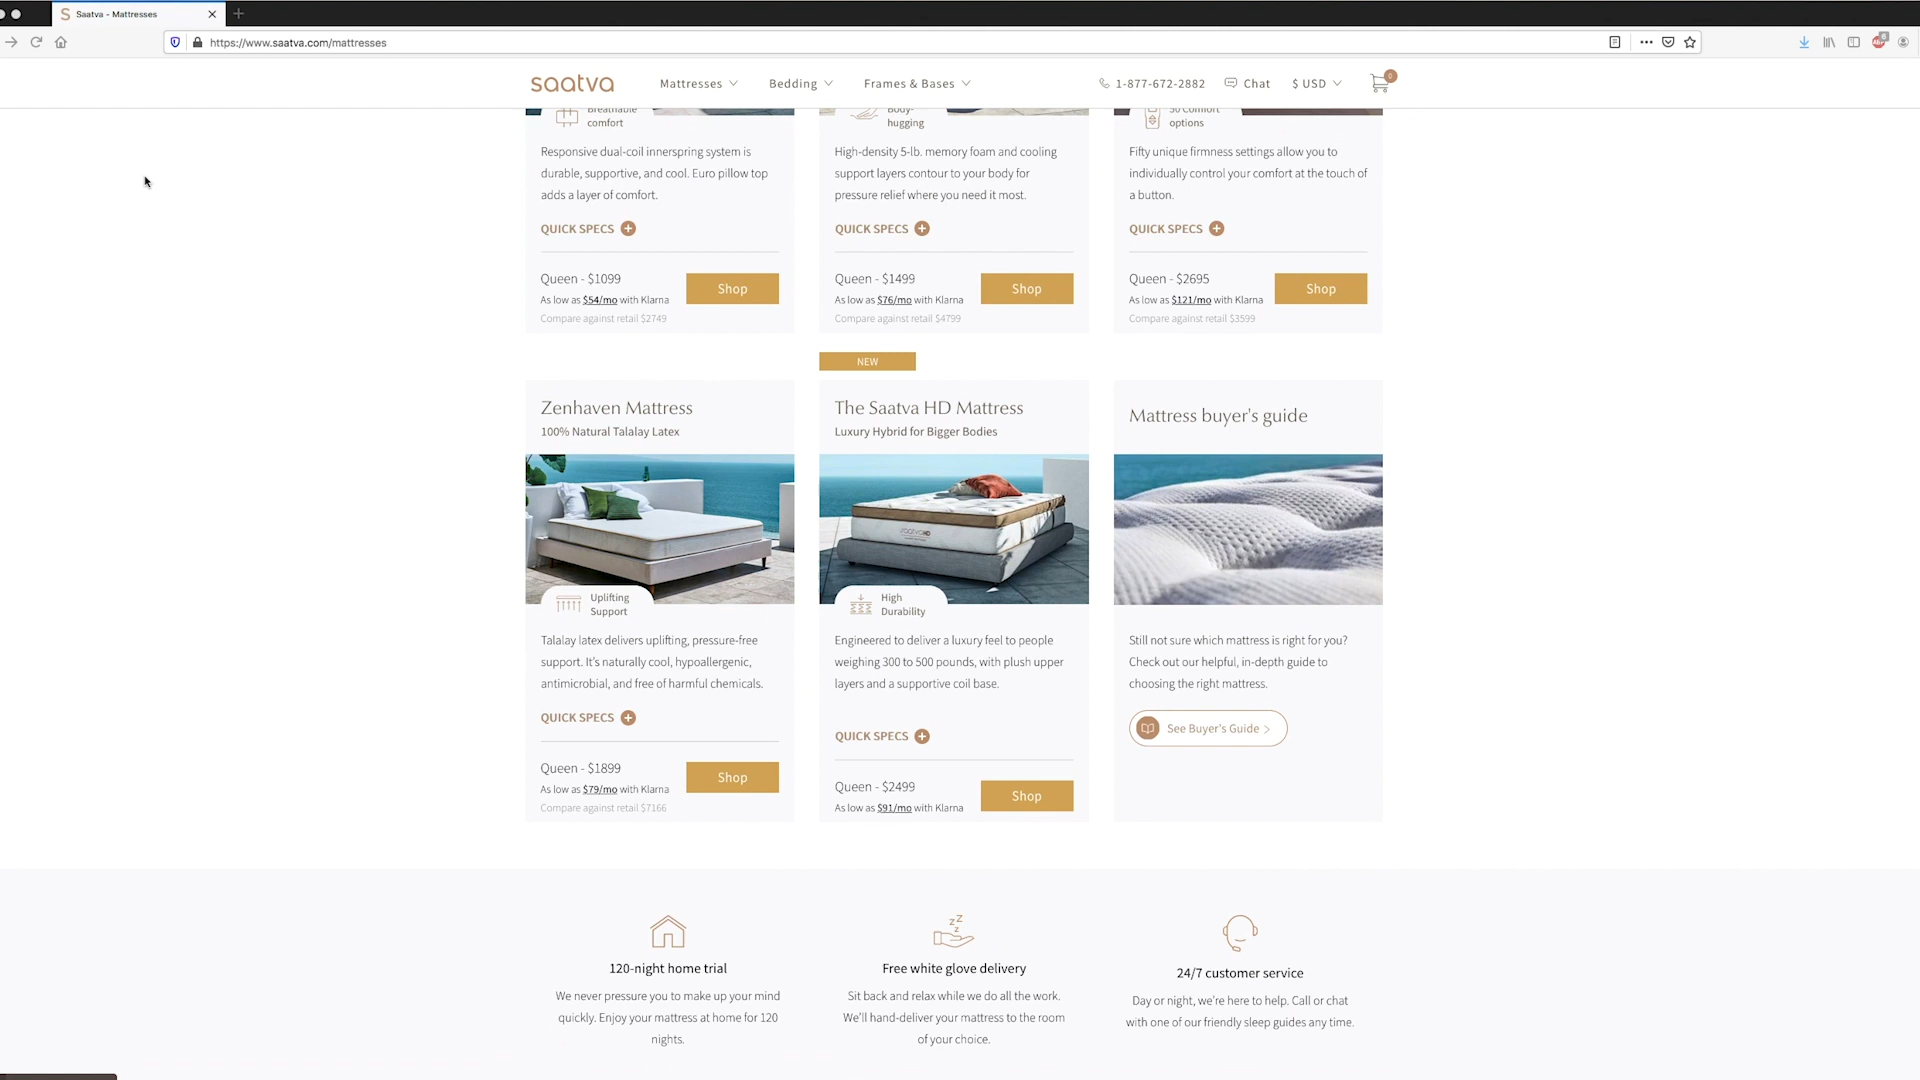 Saatva - Mattresses
https://www.saatva.com/mattresses
6
saatva
Mattresses
Bedding
Frames & Bases
1-877-672-2882
Chat
$ USD
0
Breathable
comfort
Responsive dual-coil innerspring system is
durable, supportive, and cool. Euro pillow top
adds a layer of comfort.
QUICK SPECS
Queen - $1099
As low as $54/mo with Klarna
Compare against retail $2749
Shop
Body-
hugging
High-density 5-lb. memory foam and cooling
support layers contour to your body for
pressure relief where you need it most.
QUICK SPECS
Queen - $1499
As low as $76/mo with Klarna
Compare against retail $4799
Shop
50 Comfort
options
Fifty unique firmness settings allow you to
individually control your comfort at the touch of
a button.
QUICK SPECS
Queen - $2695
As low as $121/mo with Klarna
Compare against retail $3599
Shop
Zenhaven Mattress
100% Natural Talalay Latex
Uplifting
Support
Talalay latex delivers uplifting, pressure-free
support. It's naturally cool, hypoallergenic,
antimicrobial, and free of harmful chemicals.
QUICK SPECS
Queen - $1899
As low as $79/mo with Klarna
Compare against retail $7166
Shop
NEW
The Saatva HD Mattress
Luxury Hybrid for Bigger Bodies
saatvaHD
High
Durability
Engineered to deliver a luxury feel to people
weighing 300 to 500 pounds, with plush upper
layers and a supportive coil base.
QUICK SPECS
Queen - $2499
As low as $91/mo with Klarna
Shop
Mattress buyer's guide
Still not sure which mattress is right for you?
Check out our helpful, in-depth guide to
choosing the right mattress.
See Buyer's Guide >
120-night home trial
We never pressure you to make up your mind
quickly. Enjoy your mattress at home for 120
nights.
Free white glove delivery
Sit back and relax while we do all the work.
We'll hand-deliver your mattress to the room
of your choice.
24/7 customer service
Day or night, we're here to help. Call or chat
with one of our friendly sleep guides any time.